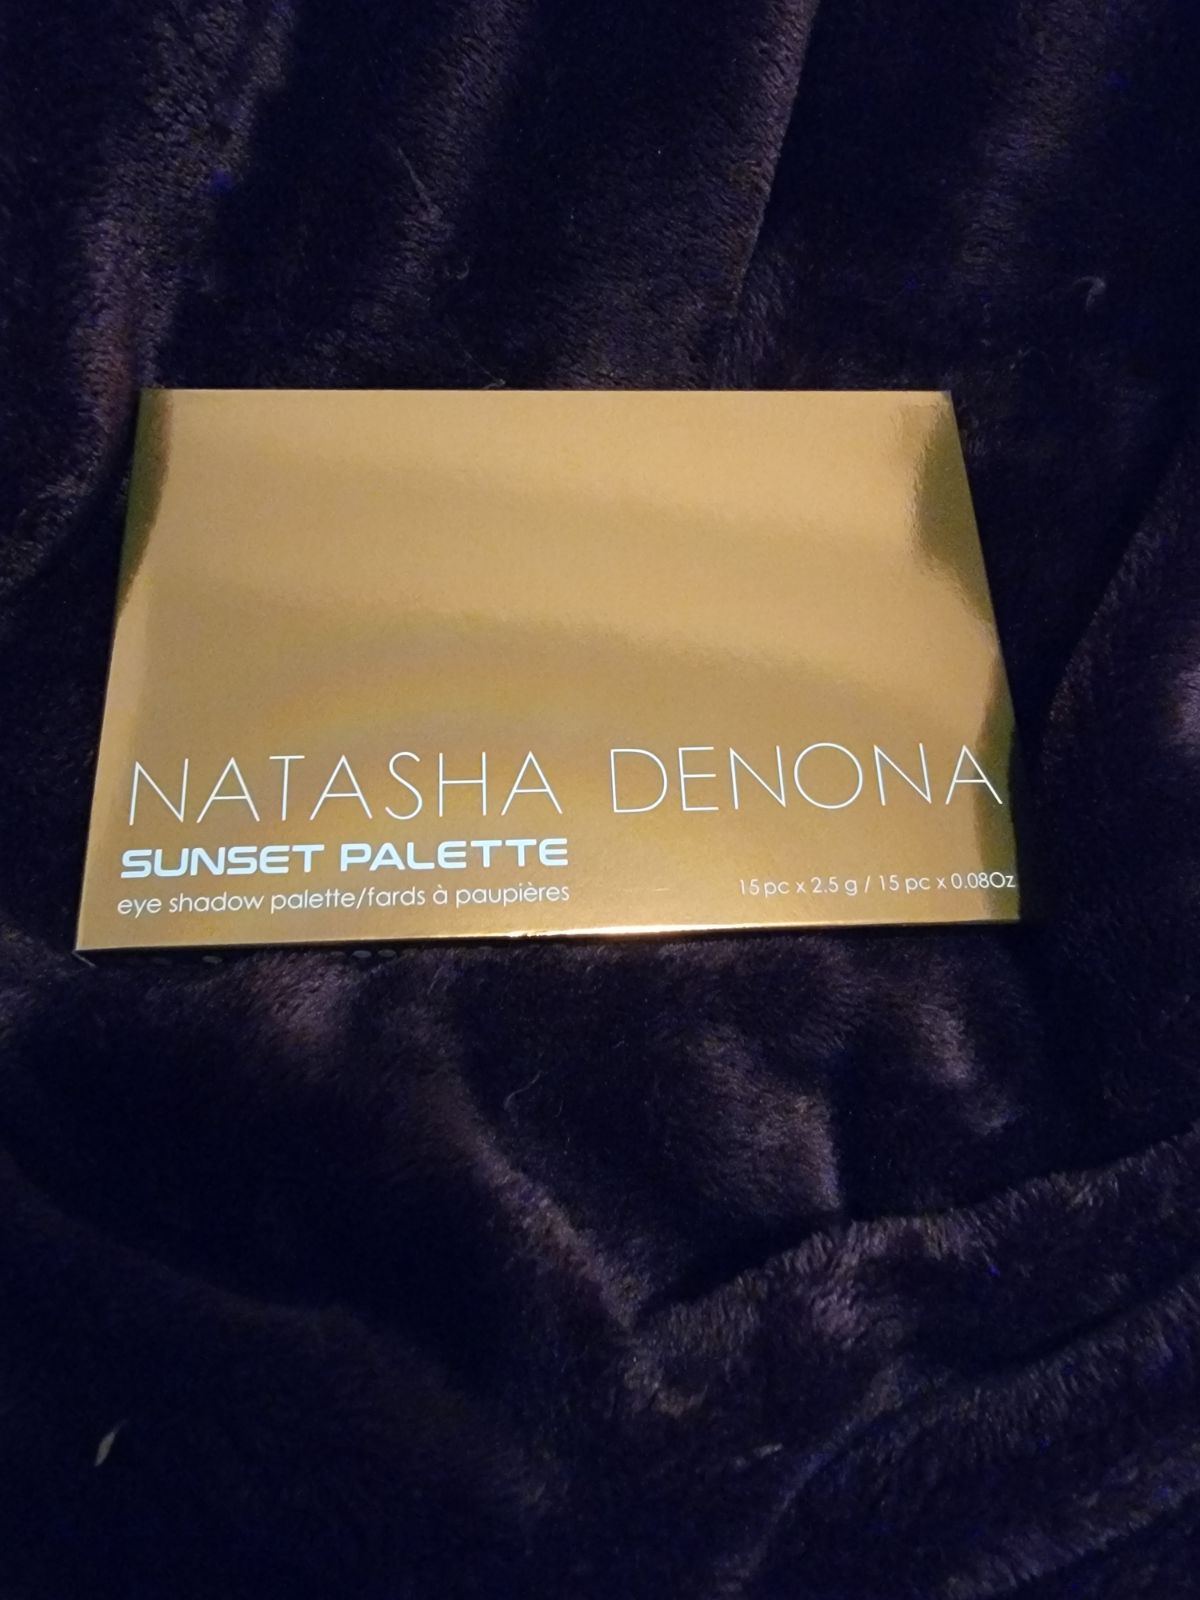 NATASHA DENONA
SUNSET PALETTE
eye shadow palette/fards à paupières
15 pc x 2.5 g / 15 pc x 0.08Oz